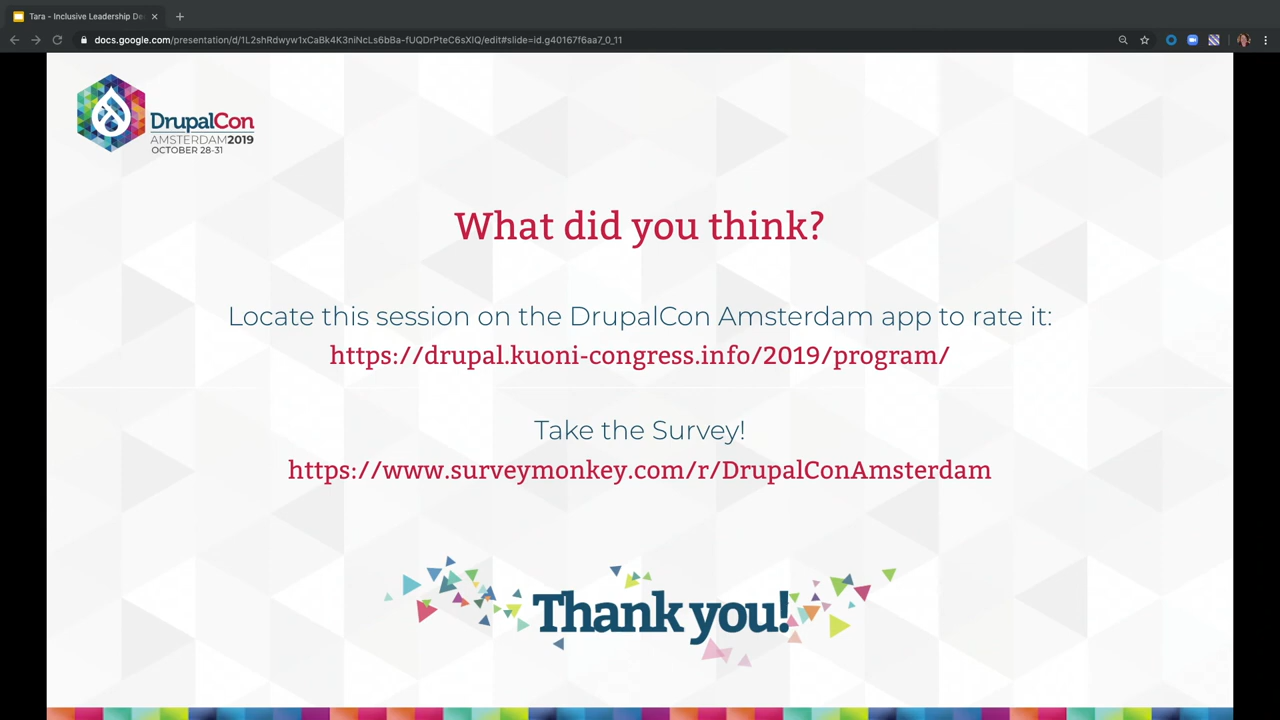 Tara - Inclusive Leadership De
docs.google.com/presentation/d/1L2shRdwyw1xCaBk4K3niNcLs6bBa-fUQDrPteC6sXIQ/edit#slide=id.g40167f6aa7_0_11
DrupalCon
AMSTERDAM2019
OCTOBER 28-31
What did you think?
Locate this session on the DrupalCon Amsterdam app to rate it:
https://drupal.kuoni-congress.info/2019/program/
Take the Survey!
https://www.surveymonkey.com/r/DrupalConAmsterdam
Thank you!